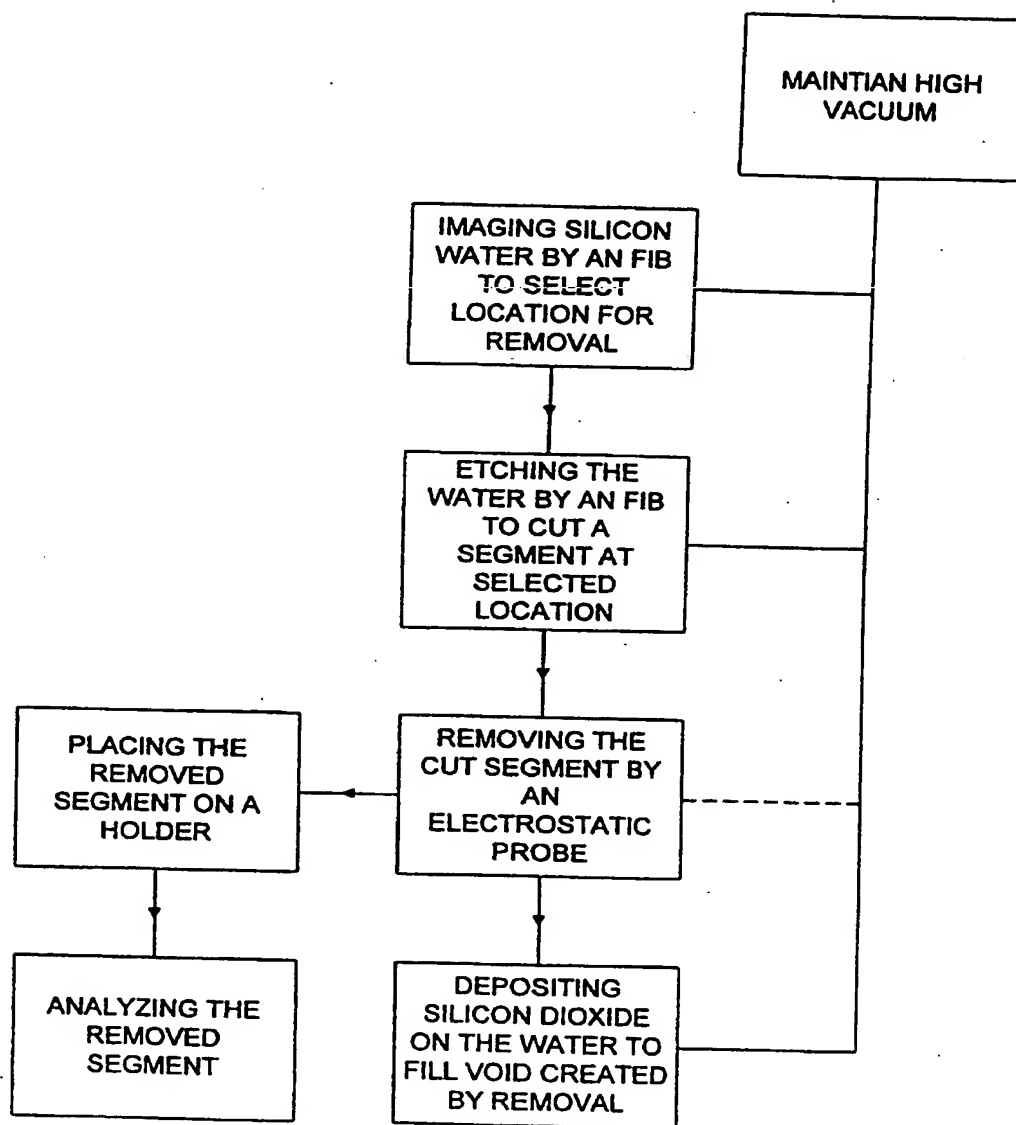 MAINTIAN HIGH
VACUUM
IMAGING SILICON
WATER BY AN FIB
TO SELECT
LOCATION FOR
REMOVAL
ETCHING THE
WATER BY AN FIB
TO CUT A
SEGMENT AT
SELECTED
LOCATION
PLACING THE
REMOVED
SEGMENT ON A
HOLDER
REMOVING THE
CUT SEGMENT BY
AN
ELECTROSTATIC
PROBE
ANALYZING THE
REMOVED
SEGMENT
DEPOSITING
SILICON DIOXIDE
ON THE WATER TO
FILL VOID CREATED
BY REMOVAL